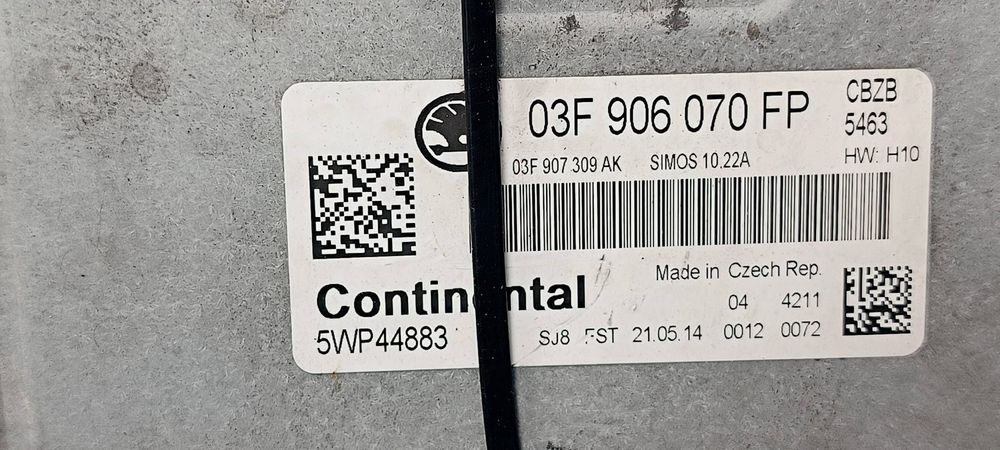 03F 906 070 FP
CBZB
5463
03F 907 309 AK SIMOS 10.22A
HW: H10
Made in Czech Rep.
Continental
04 4211
5WP44883 SJ8 21.05.14 0012 0072